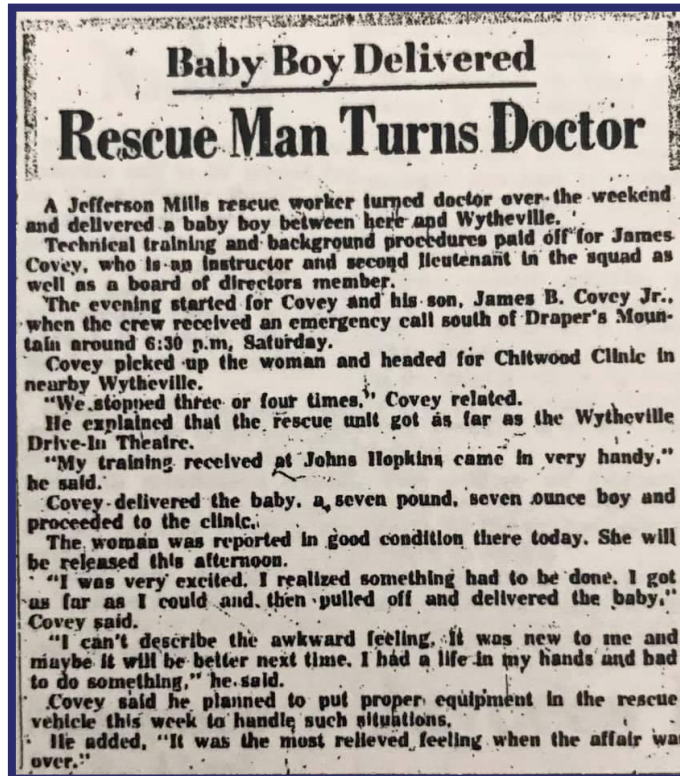 Baby Boy Delivered
Rescue Man Turns Doctor
A Jefferson Mills rescue worker turned doctor over the weekend
and delivered a baby boy between here and Wytheville.
Technical training and background procedures paid off for James
Covey, who is an instructor and second lieutenant in the squad as
well as a board of directors member.
The evening started for Covey and his son, James B. Covey Jr.,
when the crew received an emergency call south of Draper's Moun-
tain around 6:30 p.m, Saturday.
Covey picked up the woman and headed for Chitwood Clinic in
nearby Wytheville.
"We stopped three or four times," Covey related.
He explained that the rescue unit got as far as the Wytheville
Drive-In Theatre.
"My training received at Johns Hopkins came in very handy,"
he said.
Covey delivered the baby, a seven pound, seven ounce boy and
proceeded to the clinic.
The woman was reported in good condition there today. She will
be released this afternoon.
"I was very excited. I realized something had to be done. I got
as far as I could and then pulled off and delivered the baby,"
Covey said.
"I can't describe the awkward feeling. It was new to me and
maybe it will be better next time. I had a life in my hands and had
to do something," he said.
Covey said he planned to put proper equipment in the rescue
vehicle this week to handle such situations.
He added, "It was the most relieved feeling when the affair wa
over."